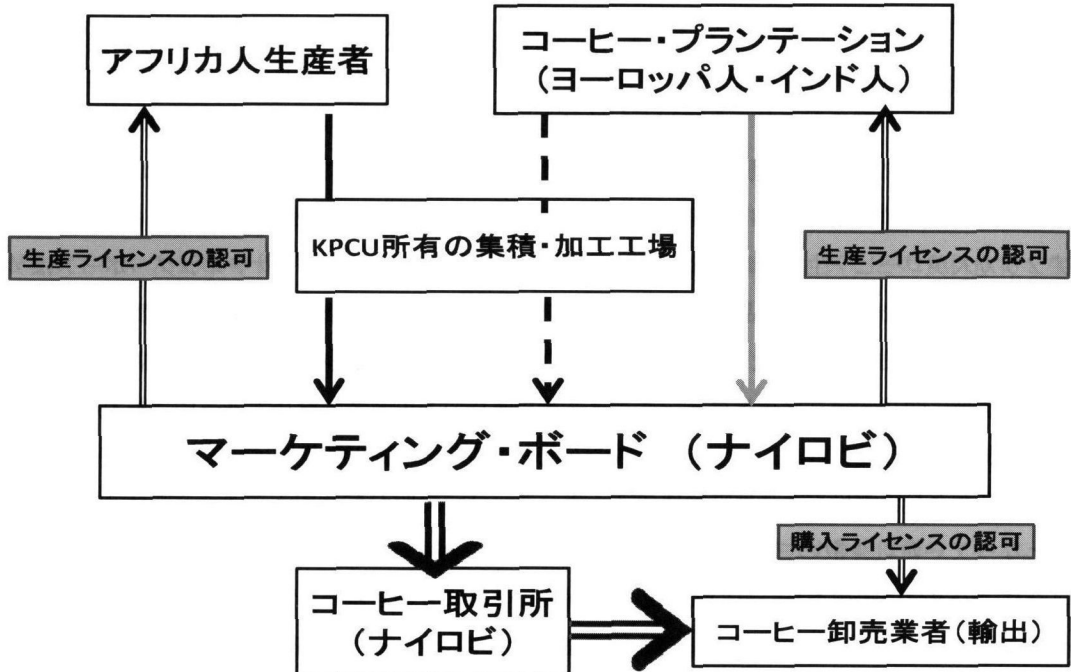 アフリカ人生産者
コーヒー・プランテーション
(ヨーロッパ人・インド人)
KPCU所有の集積・加工工場
生産ライセンスの認可
生産ライセンスの認可
マーケティング・ボード (ナイロビ)
購入ライセンスの認可
コーヒー取引所
(ナイロビ)
コーヒー卸売業者(輸出)